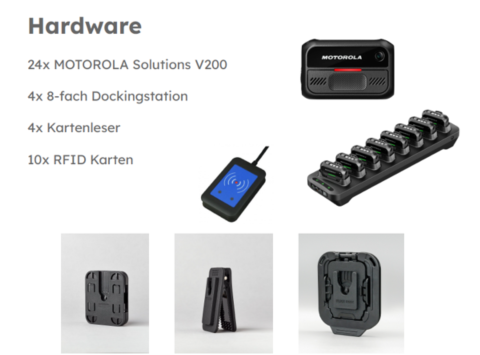 Hardware
24x MOTOROLA Solutions V200
MOTOROLA
4x 8-fach Dockingstation
4x Kartenleser
10x RFID Karten